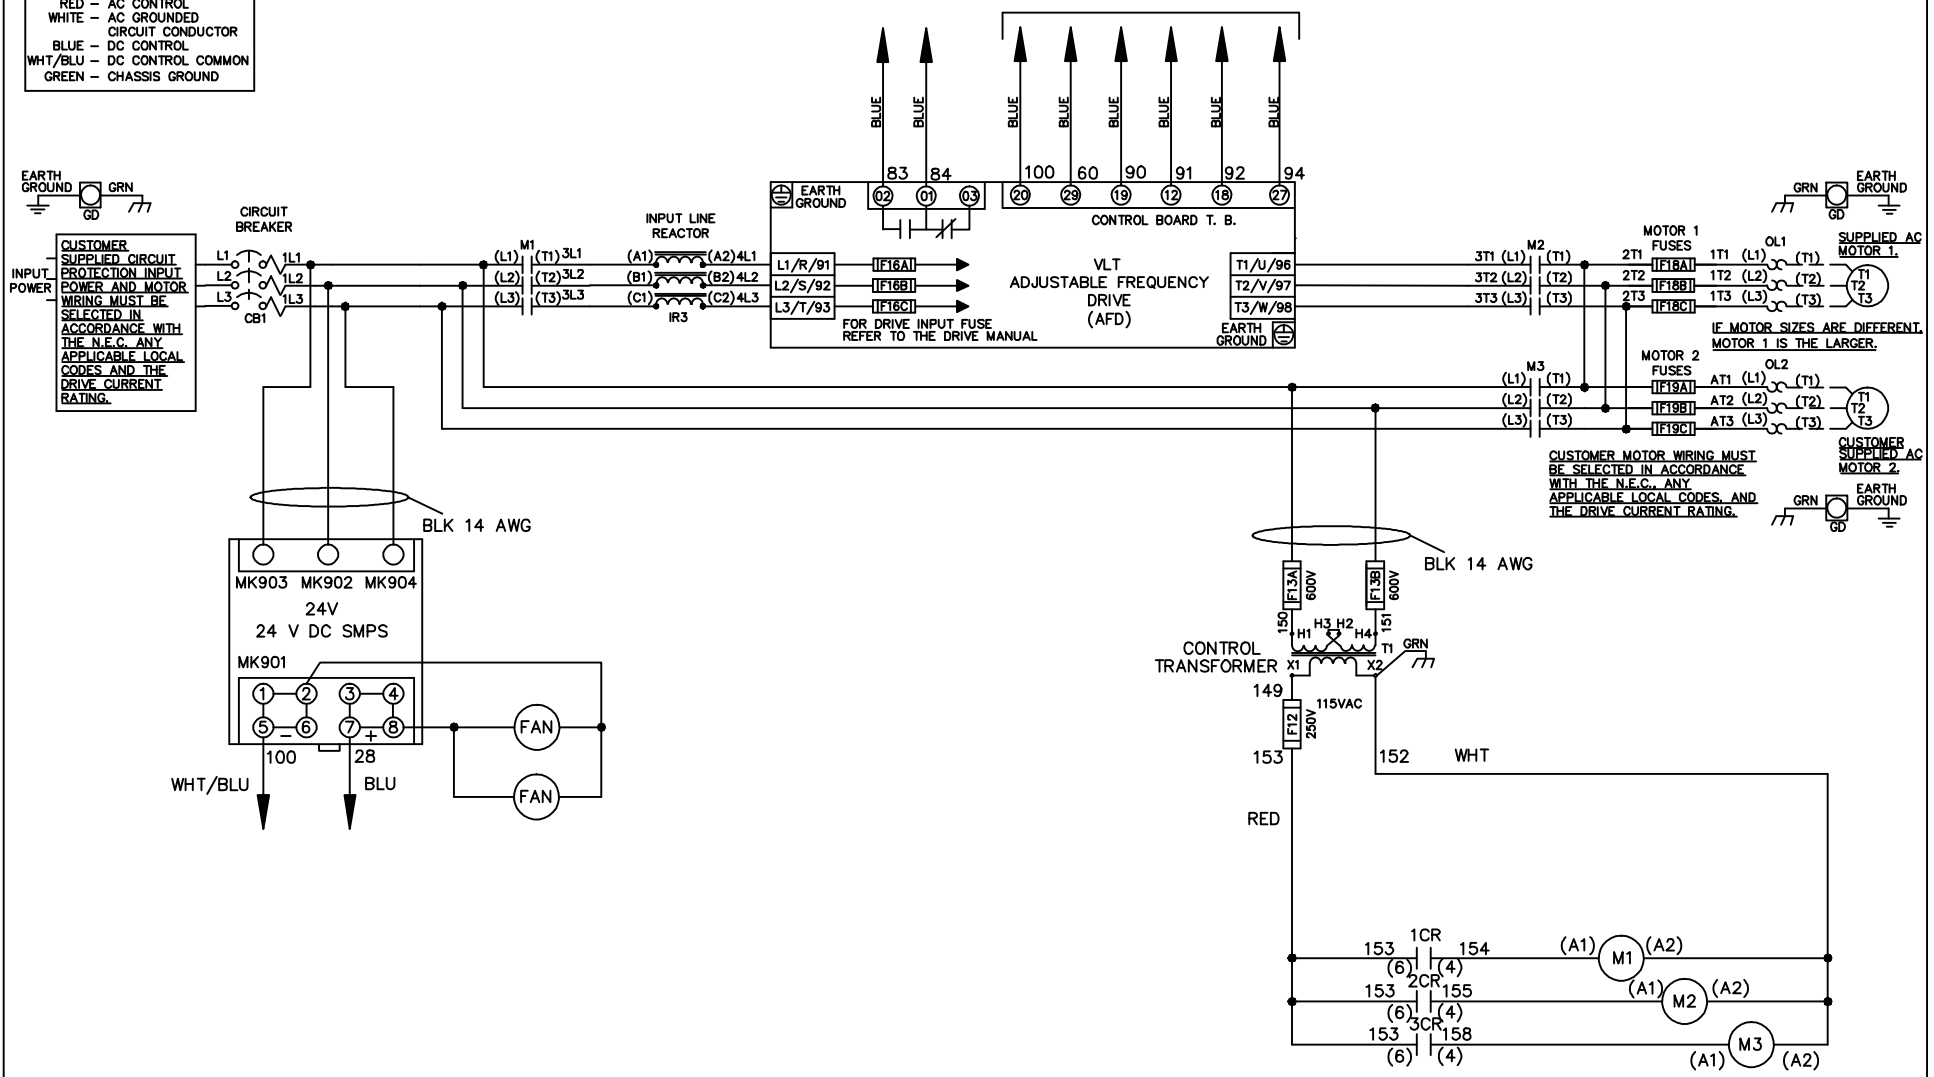 RED – AC CONTROL
WHITE – AC GROUNDED
CIRCUIT CONDUCTOR
BLUE – DC CONTROL
WHT/BLU – DC CONTROL COMMON
GREEN – CHASSIS GROUND
BLUE
BLUE
BLUE
BLUE
BLUE
BLUE
BLUE
BLUE
83 84
100 60 90 91 92 94
EARTH
GROUND
02 01 03
20 29 19 12 18 27
CONTROL BOARD T. B.
EARTH
GROUND GRN
GD
CIRCUIT
BREAKER
INPUT
POWER
CUSTOMER
SUPPLIED CIRCUIT
PROTECTION INPUT
POWER AND MOTOR
WIRING MUST BE
SELECTED IN
ACCORDANCE WITH
THE N.E.C. ANY
APPLICABLE LOCAL
CODES AND THE
DRIVE CURRENT
RATING.
L1 1L1
L2 1L2
L3 1L3
CB1
M1
(L1) (T1) 3L1
(L2) (T2) 3L2
(L3) (T3) 3L3
INPUT LINE
REACTOR
(A1) (A2) 4L1
(B1) (B2) 4L2
(C1) (C2) 4L3
IR3
L1/R/91 F16A
L2/S/92 F16B
L3/T/93 F16C
FOR DRIVE INPUT FUSE
REFER TO THE DRIVE MANUAL
VLT
ADJUSTABLE FREQUENCY
DRIVE
(AFD)
T1/U/96
T2/V/97
T3/W/98
EARTH
GROUND
M2
3T1 (L1) (T1)
3T2 (L2) (T2)
3T3 (L3) (T3)
MOTOR 1
FUSES
2T1 F18A 1T1 (L1) (T1)
2T2 F18B 1T2 (L2) (T2)
2T3 F18C 1T3 (L3) (T3)
OL1
GRN EARTH
GROUND
GD
SUPPLIED AC
MOTOR 1.
T1
T2
T3
IF MOTOR SIZES ARE DIFFERENT,
MOTOR 1 IS THE LARGER.
M3
(L1) (T1)
(L2) (T2)
(L3) (T3)
MOTOR 2
FUSES
F19A AT1 (L1) (T1)
F19B AT2 (L2) (T2)
F19C AT3 (L3) (T3)
OL2
T1
T2
T3
CUSTOMER
SUPPLIED AC
MOTOR 2.
CUSTOMER MOTOR WIRING MUST
BE SELECTED IN ACCORDANCE
WITH THE N.E.C., ANY
APPLICABLE LOCAL CODES, AND
THE DRIVE CURRENT RATING.
GRN EARTH
GROUND
GD
BLK 14 AWG
MK903 MK902 MK904
24V
24 V DC SMPS
MK901
1 2 3 4
5 – 6 7 + 8
100 28
WHT/BLU BLU
FAN
FAN
BLK 14 AWG
F13A 600V
F13B 600V
150 151
H1 H3 H2 H4
CONTROL
TRANSFORMER
T1 GRN
X1 X2
149 115VAC
F12 250V
153 152 WHT
RED
1CR
153 154 (A1) M1 (A2)
(6) (4)
2CR
153 155 (A1) M2 (A2)
(6) (4)
3CR
153 158 M3
(6) (4) (A1) (A2)